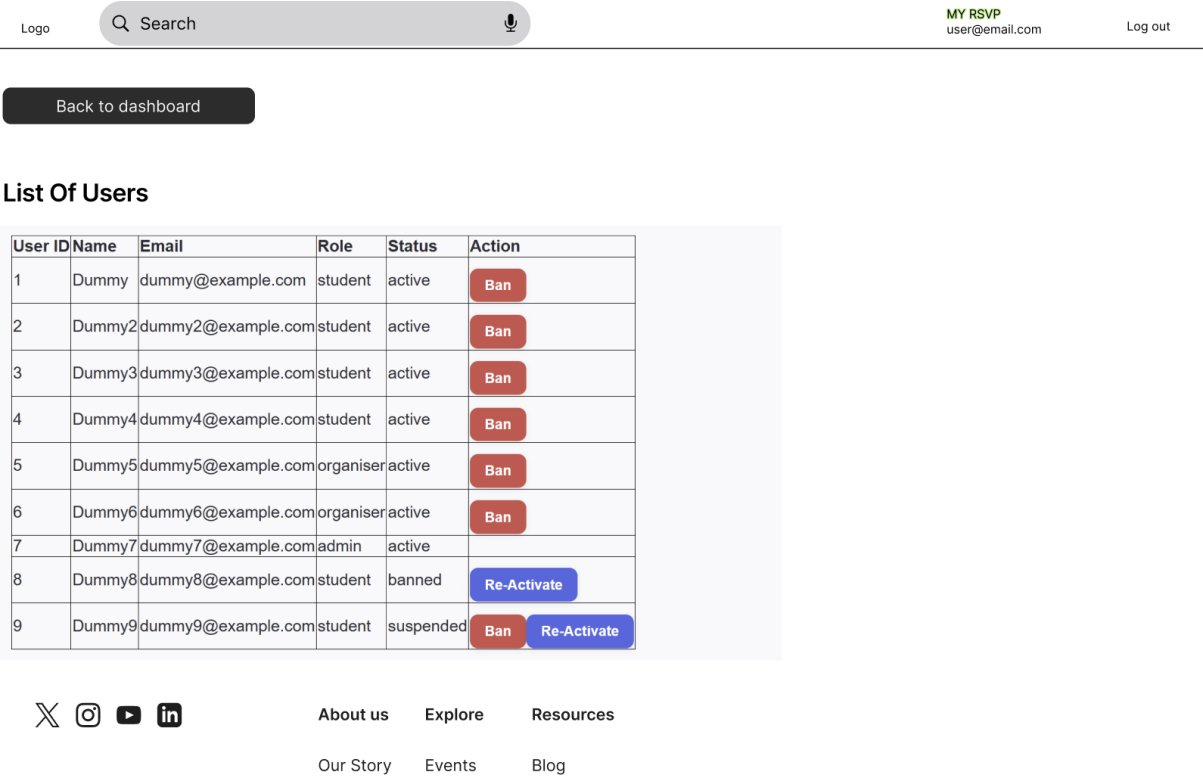 Logo
Search
MY RSVP
user@email.com
Log out
Back to dashboard
List Of Users
User ID Name Email Role Status Action
1 Dummy dummy@example.com student active Ban
2 Dummy2 dummy2@example.com student active Ban
3 Dummy3 dummy3@example.com student active Ban
4 Dummy4 dummy4@example.com student active Ban
5 Dummy5 dummy5@example.com organiser active Ban
6 Dummy6 dummy6@example.com organiser active Ban
7 Dummy7 dummy7@example.com admin active
8 Dummy8 dummy8@example.com student banned Re-Activate
9 Dummy9 dummy9@example.com student suspended Ban Re-Activate
About us Explore Resources
Our Story Events Blog